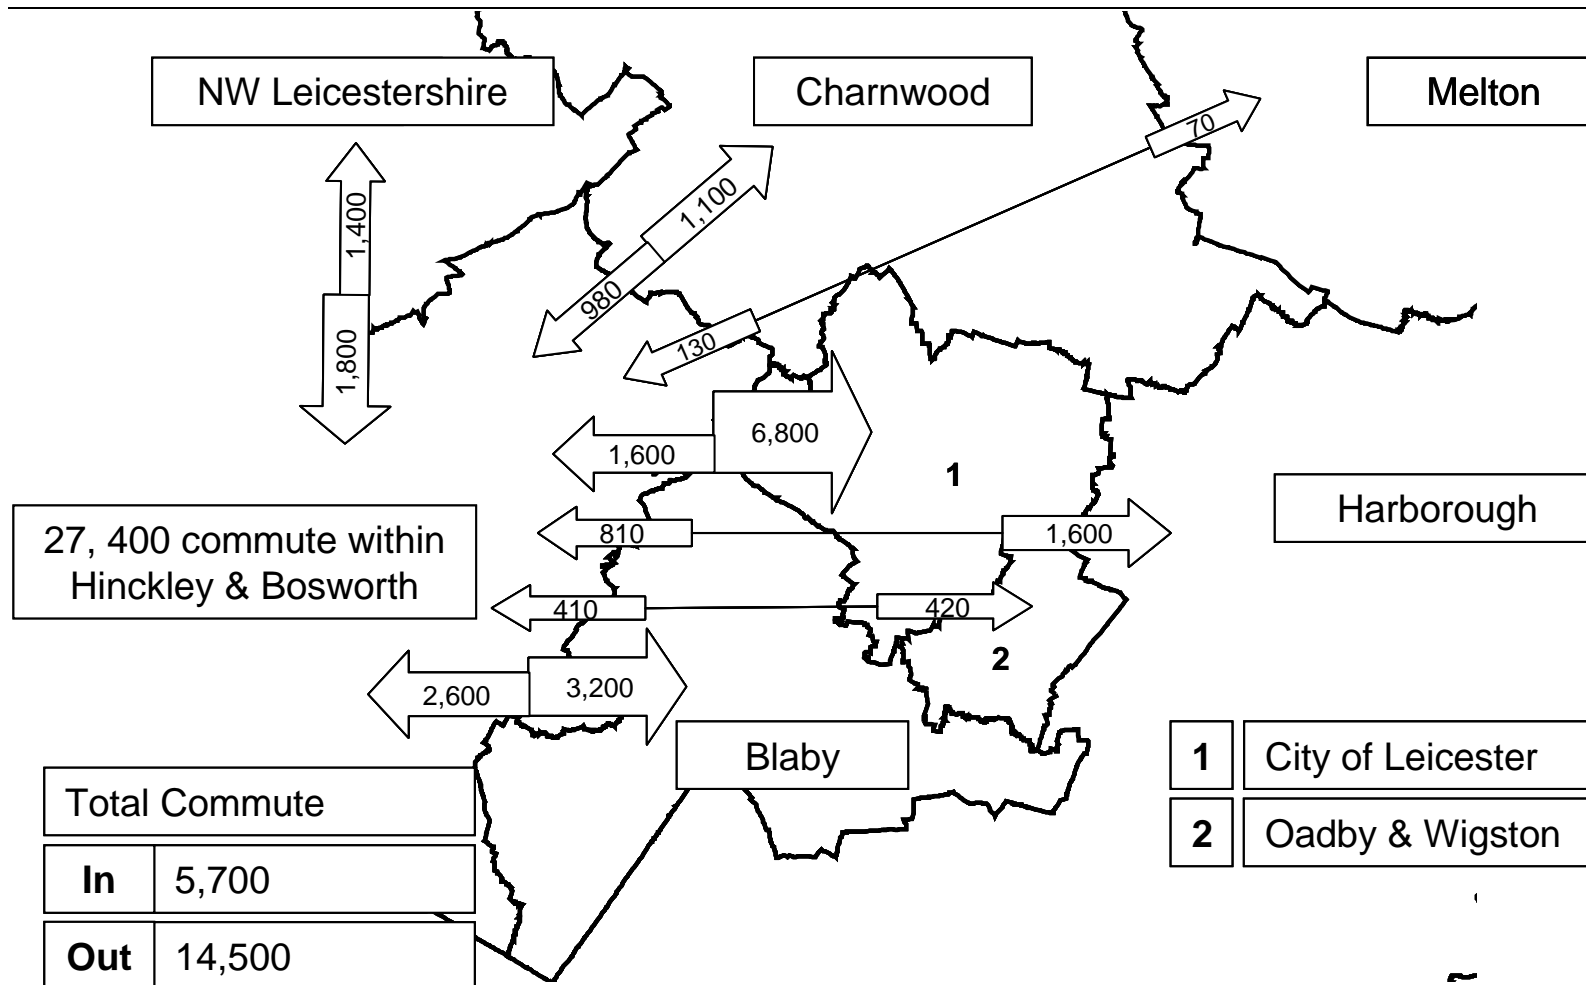 NW Leicestershire
Charnwood
Melton
70
1,400
1,100
980
1,800
130
6,800
1,600
1
Harborough
27, 400 commute within
Hinckley & Bosworth
810
1,600
410
420
2
2,600
3,200
Blaby
1 City of Leicester
2 Oadby & Wigston
Total Commute
In 5,700
Out 14,500